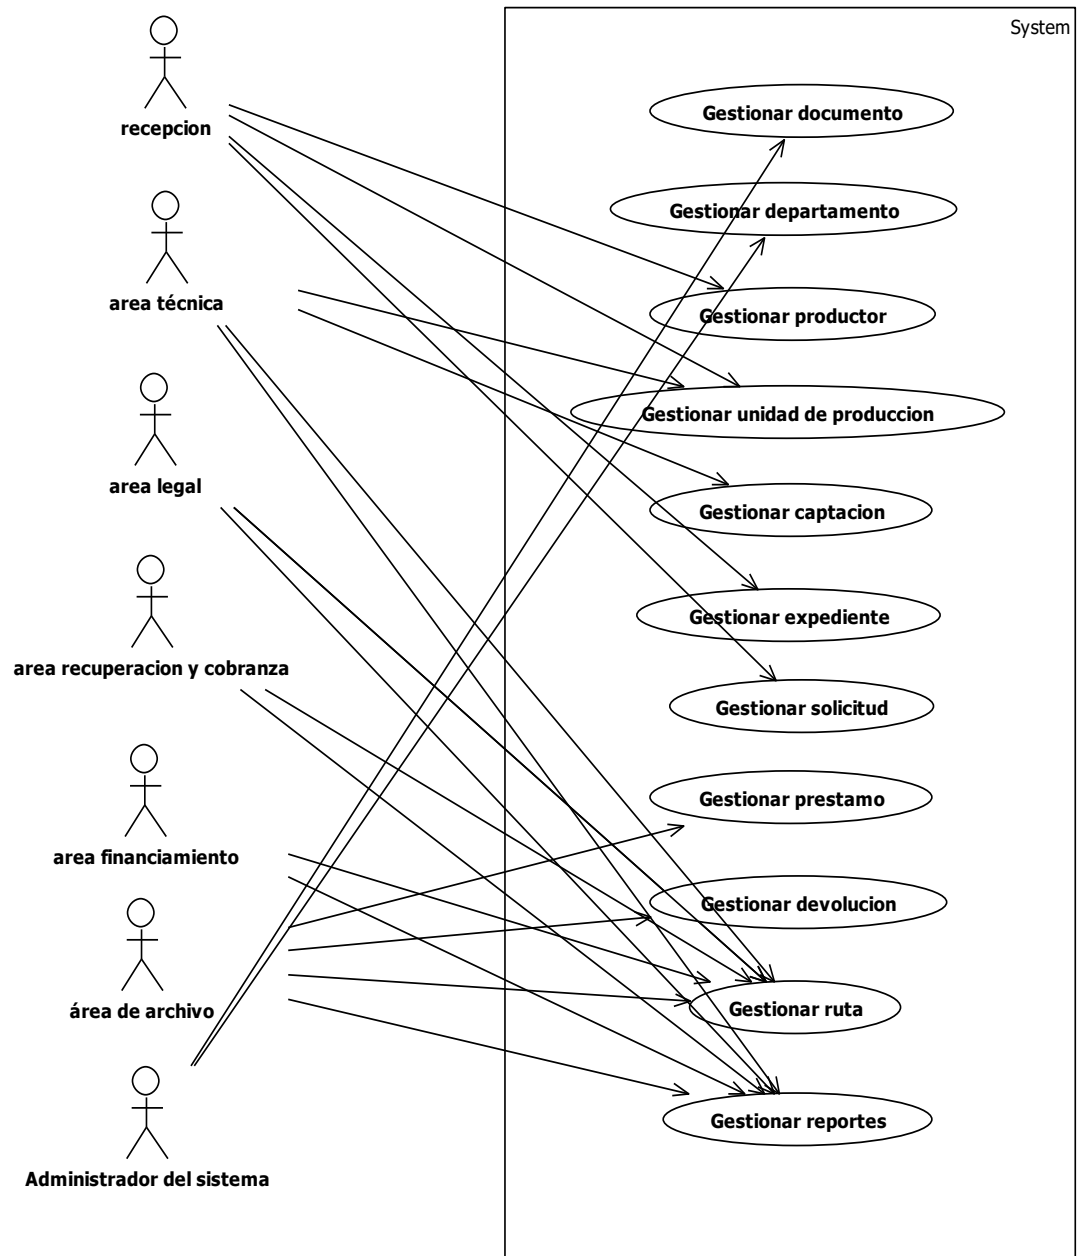 System
recepcion
area técnica
area legal
area recuperacion y cobranza
area financiamiento
área de archivo
Administrador del sistema
Gestionar documento
Gestionar departamento
Gestionar productor
Gestionar unidad de produccion
Gestionar captacion
Gestionar expediente
Gestionar solicitud
Gestionar prestamo
Gestionar devolucion
Gestionar ruta
Gestionar reportes